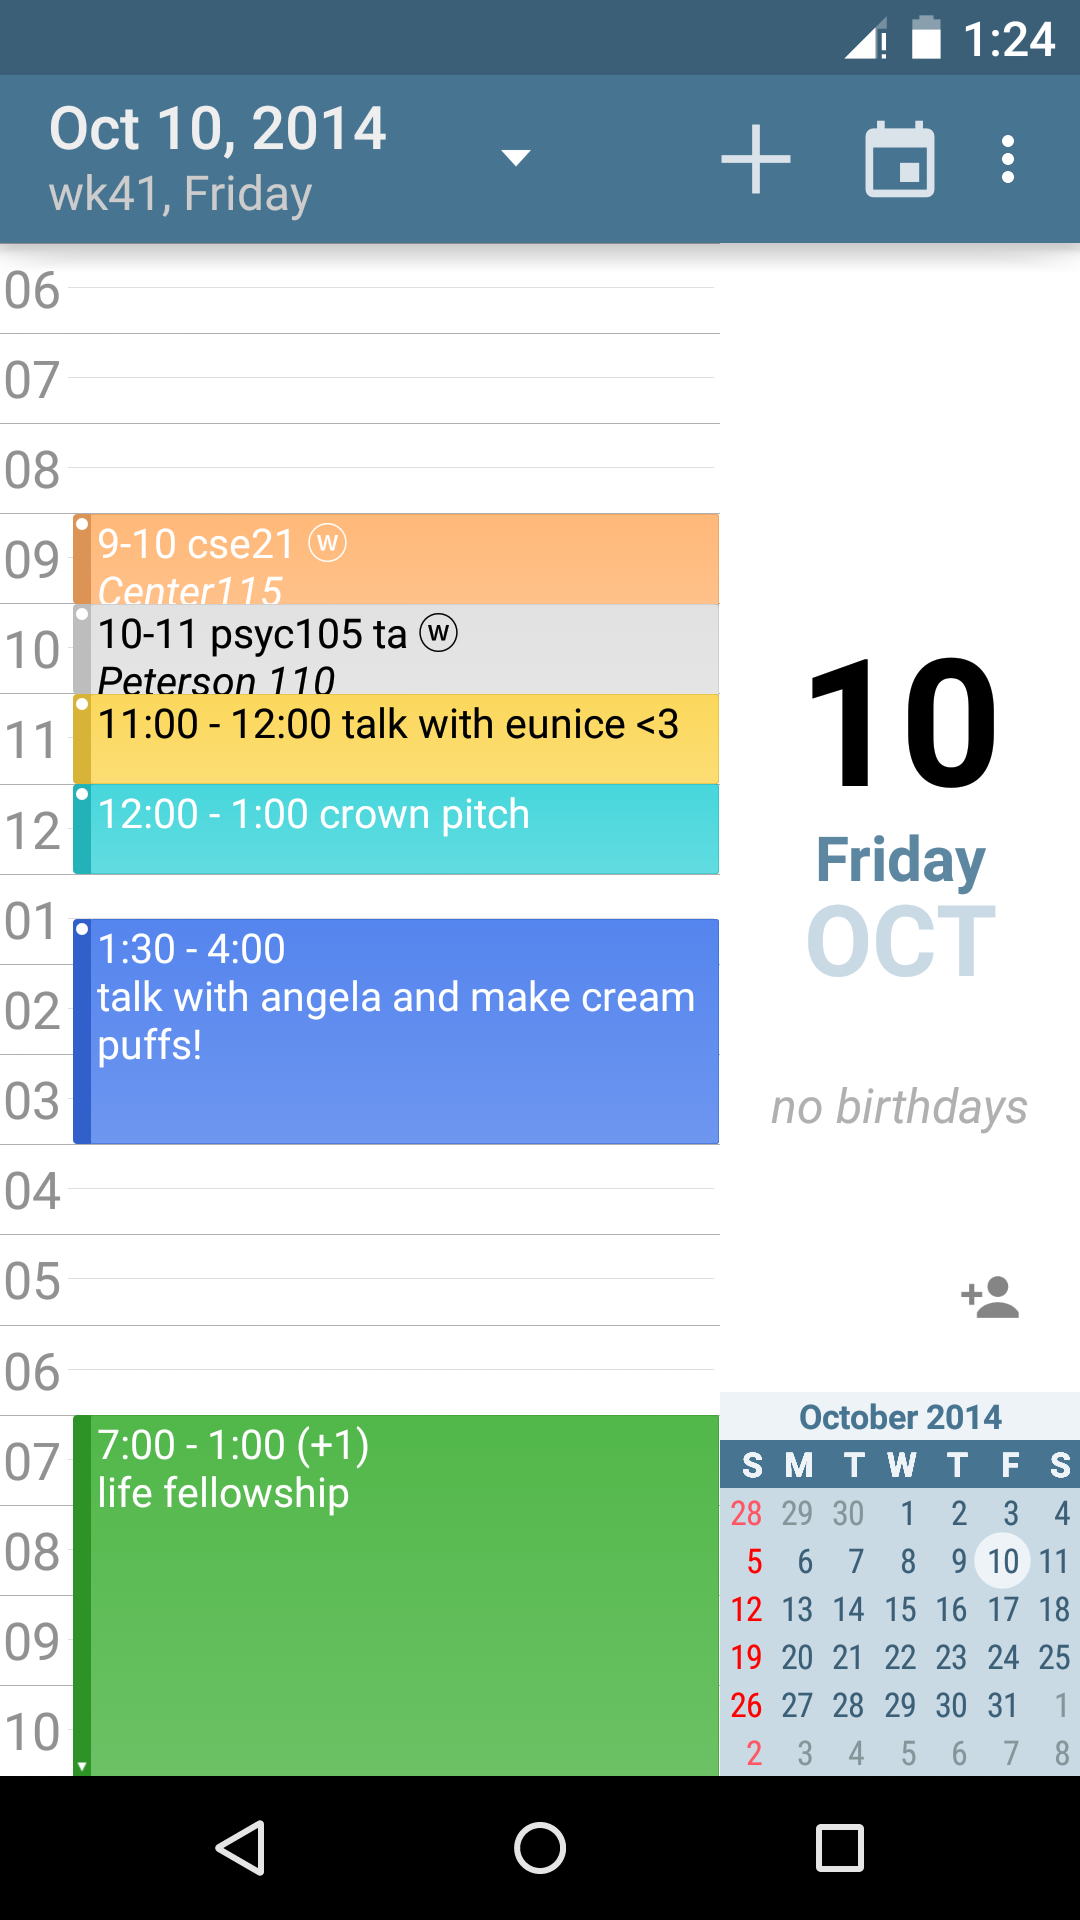 1:24
Oct 10, 2014
wk41, Friday
06
07
08
09
9-10 cse21 W
Center115
10
10-11 psyc105 ta W
Peterson 110
11
11:00 - 12:00 talk with eunice <3
12
12:00 - 1:00 crown pitch
01
1:30 - 4:00
02
talk with angela and make cream
puffs!
03
04
05
06
07
7:00 - 1:00 (+1)
life fellowship
08
09
10
10
Friday
OCT
no birthdays
October 2014
S M T W T F S
28 29 30 1 2 3 4
5 6 7 8 9 10 11
12 13 14 15 16 17 18
19 20 21 22 23 24 25
26 27 28 29 30 31 1
2 3 4 5 6 7 8